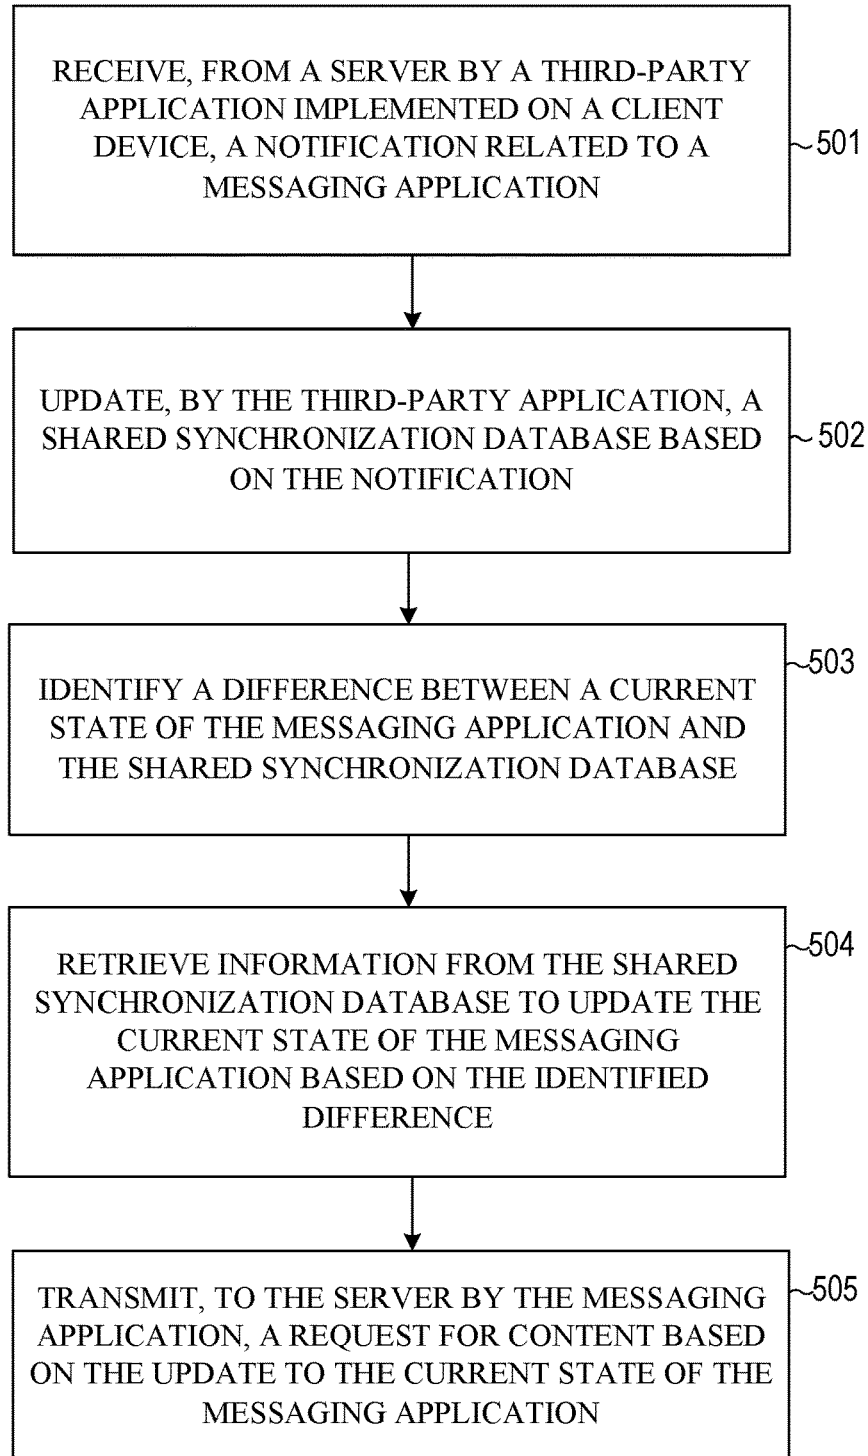 RECEIVE, FROM A SERVER BY A THIRD-PARTY
APPLICATION IMPLEMENTED ON A CLIENT
DEVICE, A NOTIFICATION RELATED TO A
MESSAGING APPLICATION
501
UPDATE, BY THE THIRD-PARTY APPLICATION, A
SHARED SYNCHRONIZATION DATABASE BASED
ON THE NOTIFICATION
502
IDENTIFY A DIFFERENCE BETWEEN A CURRENT
STATE OF THE MESSAGING APPLICATION AND
THE SHARED SYNCHRONIZATION DATABASE
503
RETRIEVE INFORMATION FROM THE SHARED
SYNCHRONIZATION DATABASE TO UPDATE THE
CURRENT STATE OF THE MESSAGING
APPLICATION BASED ON THE IDENTIFIED
DIFFERENCE
504
TRANSMIT, TO THE SERVER BY THE MESSAGING
APPLICATION, A REQUEST FOR CONTENT BASED
ON THE UPDATE TO THE CURRENT STATE OF THE
MESSAGING APPLICATION
505